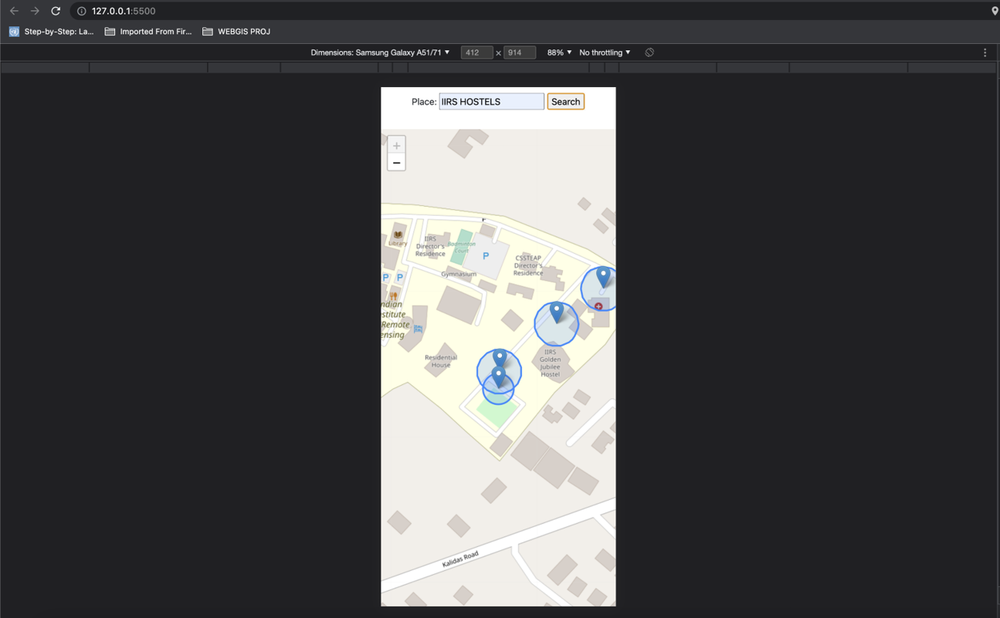 127.0.0.1:5500
Step-by-Step: La...
Imported From Fir...
WEBGIS PROJ
Dimensions: Samsung Galaxy A51/71 ▼
412 × 914
88% ▼
No throttling ▼
Place: IIRS HOSTELS
Search
+
−
Library
IIRS
Director's
Residence
Badminton
Court
P
CSSTEAP
Director's
Residence
Gymnasium
P P
ndian
stitute
Remote
ensing
Residential
House
IIRS
Golden
Jubilee
Hostel
Kalidas Road